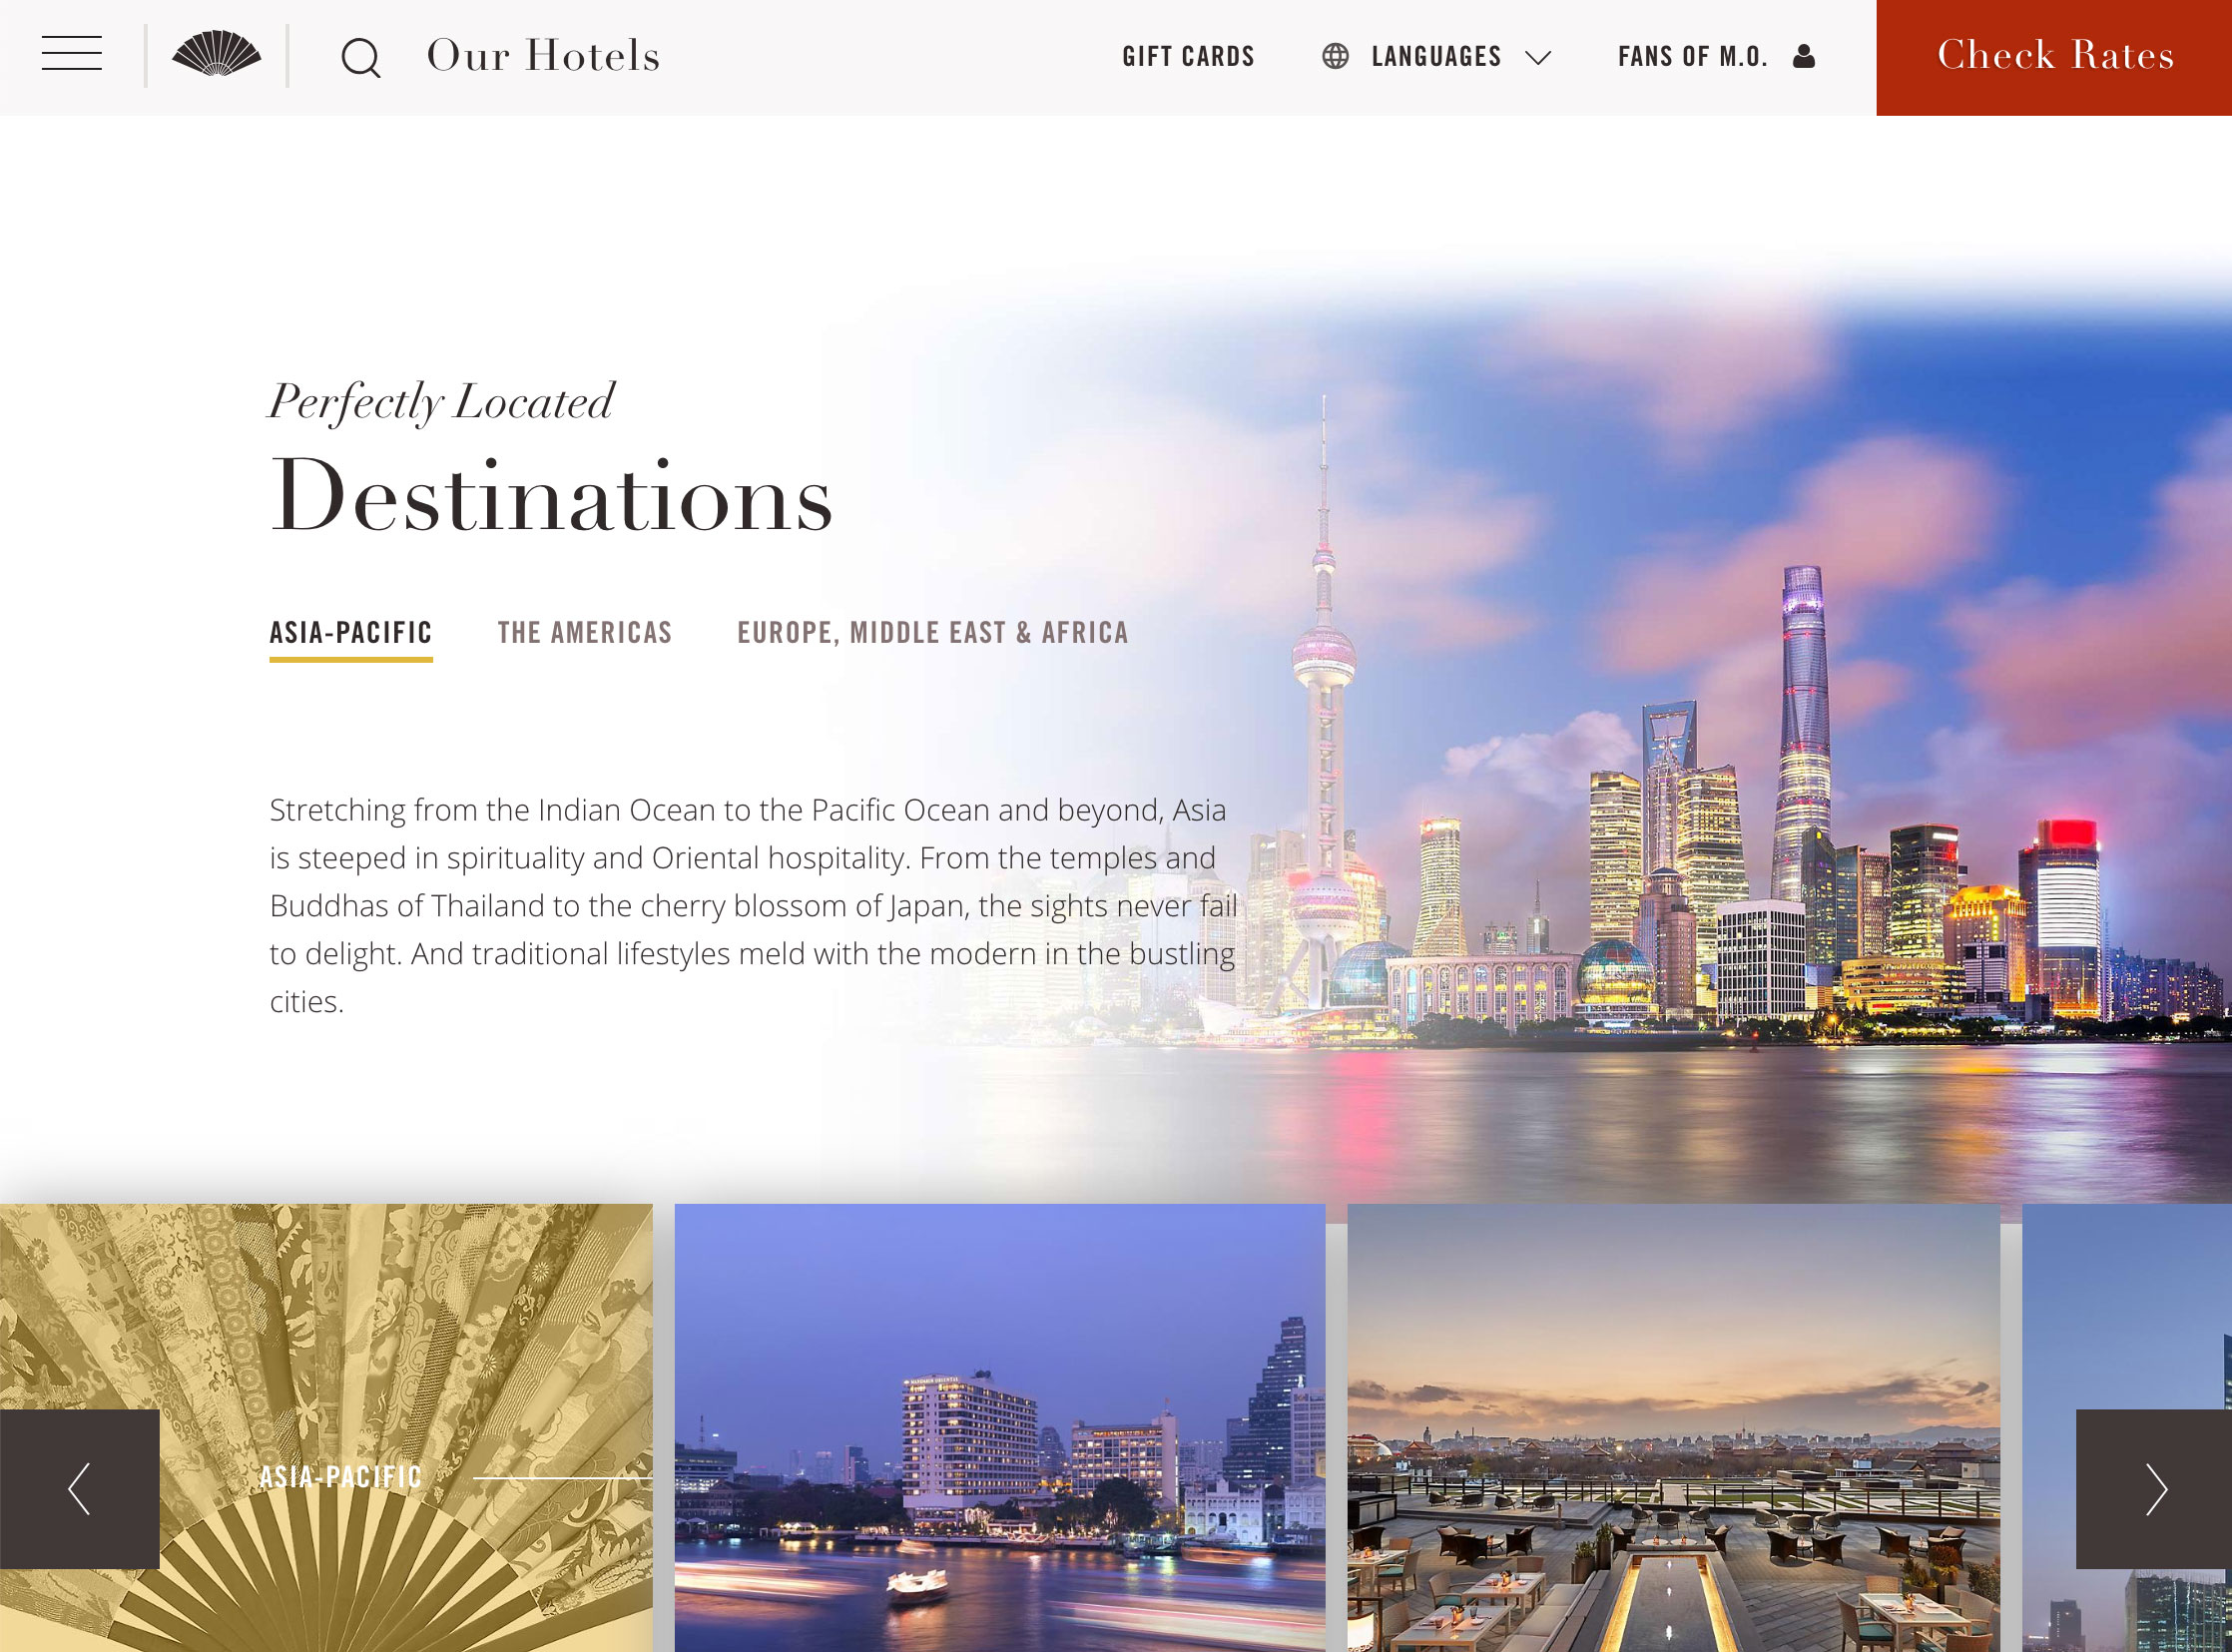 Our Hotels
GIFT CARDS
LANGUAGES
FANS OF M.O.
Check Rates
Perfectly Located
Destinations
ASIA-PACIFIC
THE AMERICAS
EUROPE, MIDDLE EAST & AFRICA
Stretching from the Indian Ocean to the Pacific Ocean and beyond, Asia
is steeped in spirituality and Oriental hospitality. From the temples and
Buddhas of Thailand to the cherry blossom of Japan, the sights never fail
to delight. And traditional lifestyles meld with the modern in the bustling
cities.
ASIA-PACIFIC